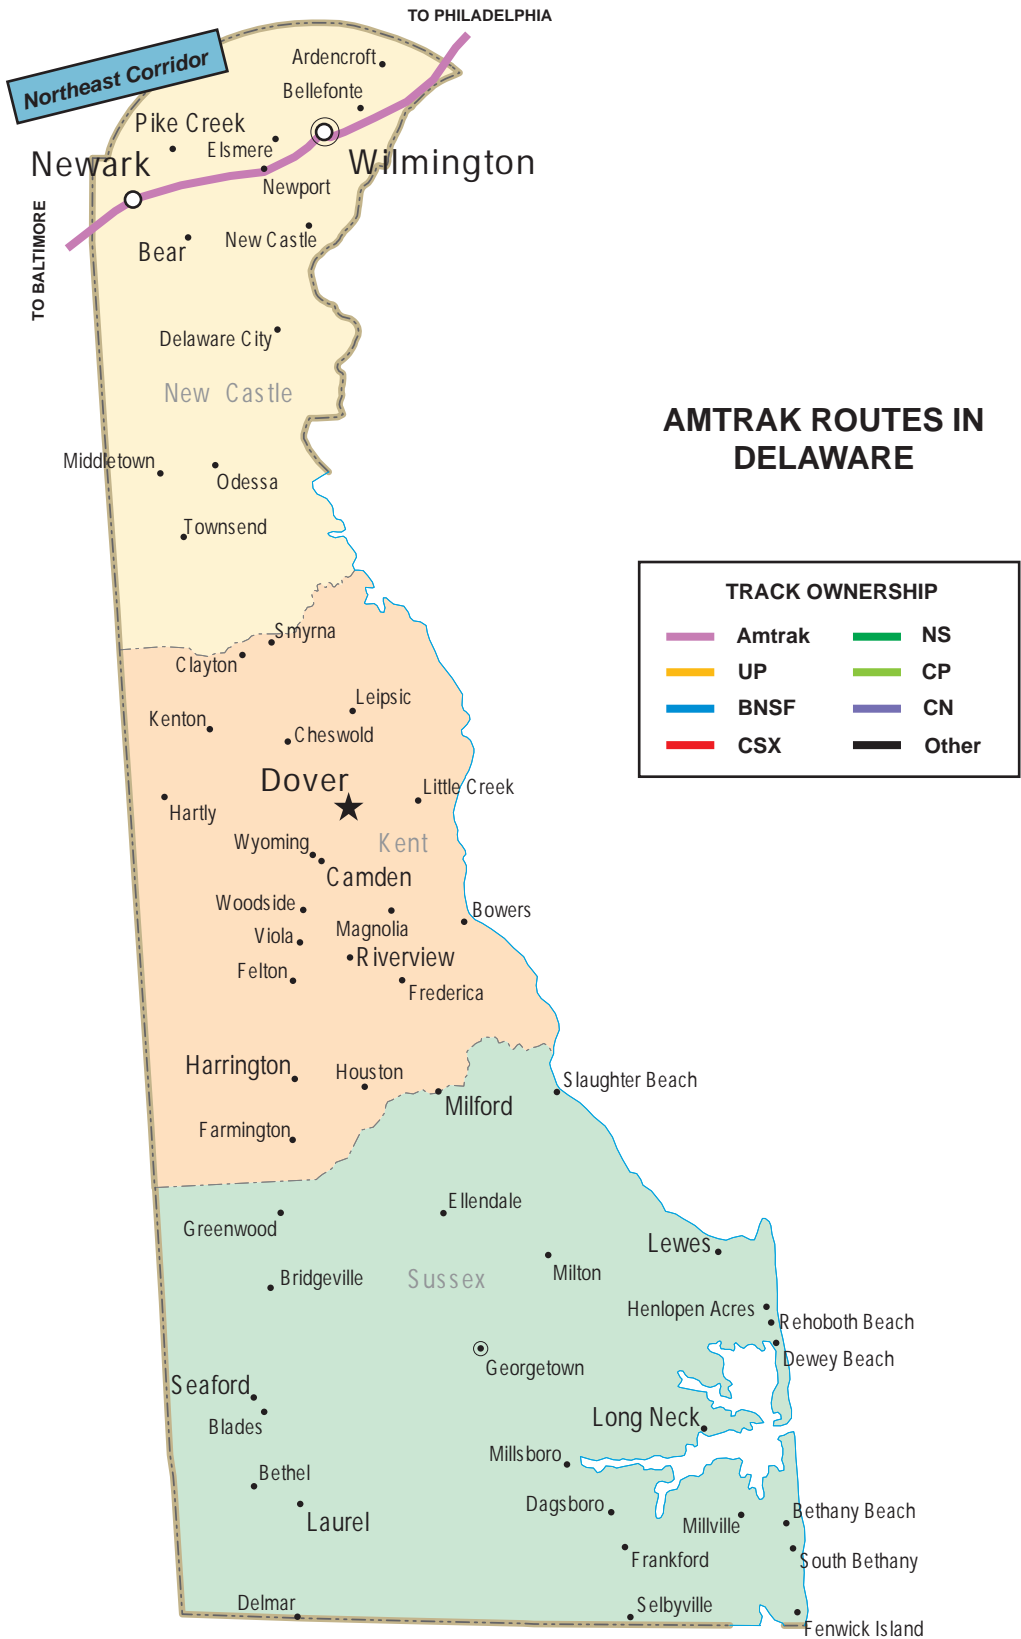 TO PHILADELPHIA
Northeast Corridor
Ardencroft
Bellefonte
Pike Creek
Elsmere
Newark
Wilmington
Newport
TO BALTIMORE
New Castle
Bear
Delaware City
New Castle
AMTRAK ROUTES IN
DELAWARE
Middletown
Odessa
Townsend
TRACK OWNERSHIP
Amtrak
NS
UP
CP
BNSF
CN
CSX
Other
Smyrna
Clayton
Leipsic
Kenton
Cheswold
Dover
Little Creek
Hartly
Wyoming
Kent
Camden
Woodside
Bowers
Magnolia
Viola
Riverview
Felton
Frederica
Harrington
Houston
Slaughter Beach
Milford
Farmington
Ellendale
Greenwood
Lewes
Milton
Bridgeville
Sussex
Henlopen Acres
Rehoboth Beach
Dewey Beach
Georgetown
Seaford
Long Neck
Blades
Millsboro
Bethel
Dagsboro
Bethany Beach
Laurel
Millville
Frankford
South Bethany
Delmar
Selbyville
Fenwick Island